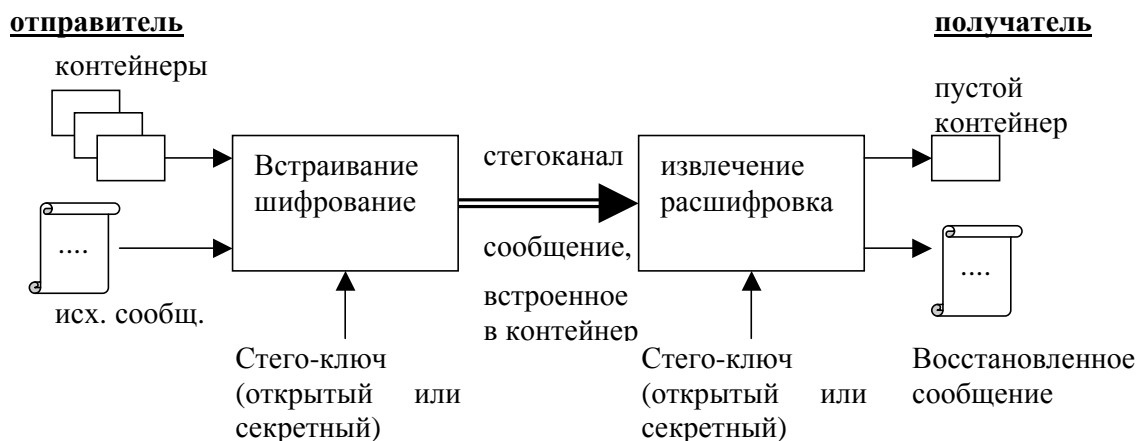 отправитель
получатель
контейнеры
пустой
контейнер
Встраивание
шифрование
стегоканал
извлечение
расшифровка
....
сообщение,
встроенное
в контейнер
....
исх. сообщ.
Стего-ключ
(открытый или
секретный)
Стего-ключ
(открытый или
секретный)
Восстановленное
сообщение